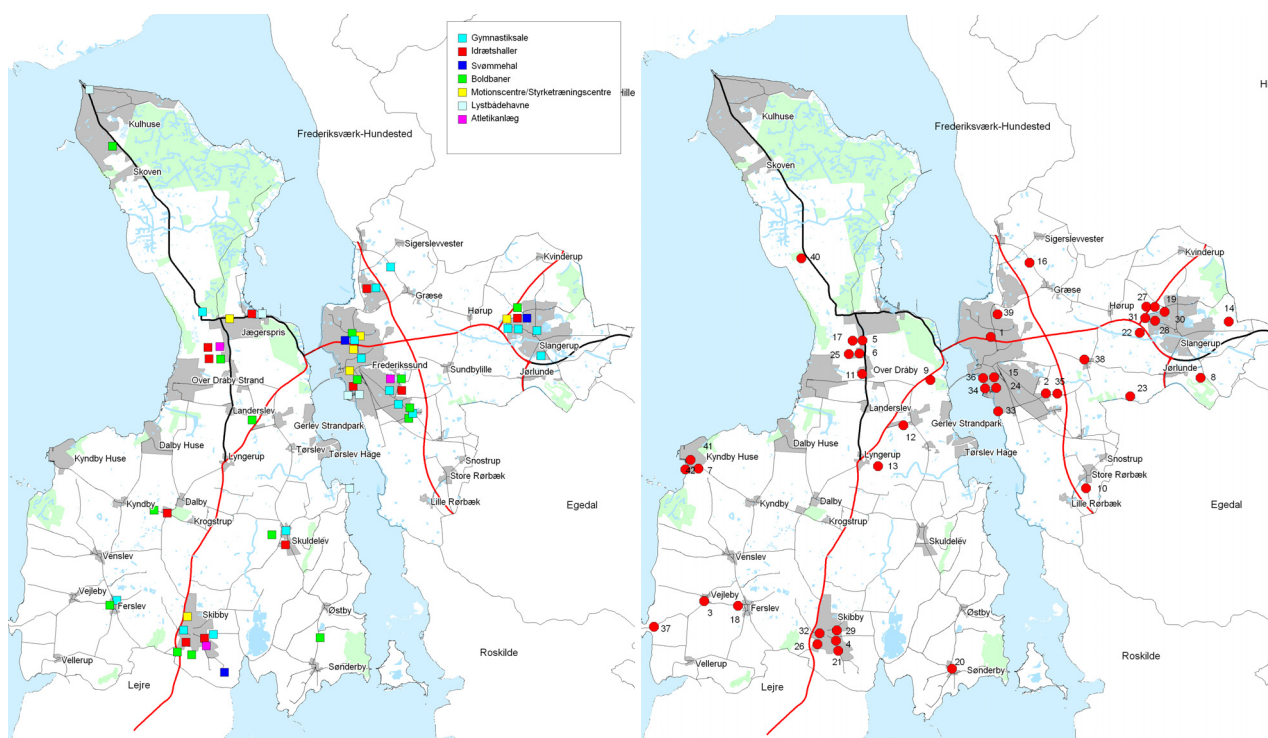 Gymnastiksale
Idrætshaller
Svømmehal
Boldbaner
Motionscentre/Styrketræningscentre
Lystbådehavne
Atletikanlæg
Kulhuse
Skoven
Frederiksværk-Hundested
Sigerslevvester
Kvinderup
Græse
Hørup
Jægerspris
Slangerup
Frederikssund
Sundbylille
Jørlunde
Over Dråby Strand
Landerslev
Gerlev Strandpark
Dalby Huse
Tørslev
Tørslev Hage
Kyndby Huse
Lyngerup
Snostrup
Store Rørbæk
Lille Rørbæk
Egedal
Kyndby
Dalby
Krogstrup
Skuldelev
Venslev
Vejleby
Ferslev
Skibby
Østby
Vellerup
Sønderby
Roskilde
Lejre
Kulhuse
Skoven
Frederiksværk-Hundested
Sigerslevvester
Kvinderup
40
16
Græse
27
19
14
39
Hørup
31
30
22
28
17
5
1
Slangerup
25
6
38
Jørlunde
11
Over Dråby
9
36
15
8
34
24
2
35
23
Landerslev
33
12
Gerlev Strandpark
Dalby Huse
41
Kyndby Huse
Tørslev Hage
42
7
Lyngerup
13
Snostrup
Store Rørbæk
10
Lille Rørbæk
Egedal
Kyndby
Dalby
Krogstrup
Skuldelev
Venslev
Vejleby
3
18
Ferslev
Østby
37
Skibby
32
29
26
4
21
Vellerup
20
Sønderby
Roskilde
Lejre